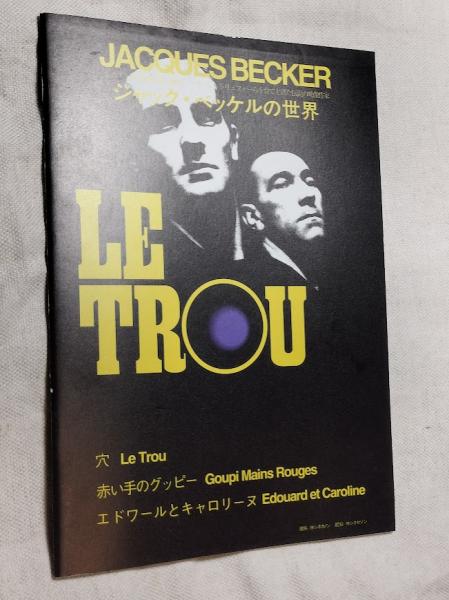 JACQUES BECKER
ジャック・ベッケルの世界
LE
TROU
穴 Le Trou
赤い手のグッピー Goupi Mains Rouges
エドワールとキャロリーヌ Edouard et Caroline